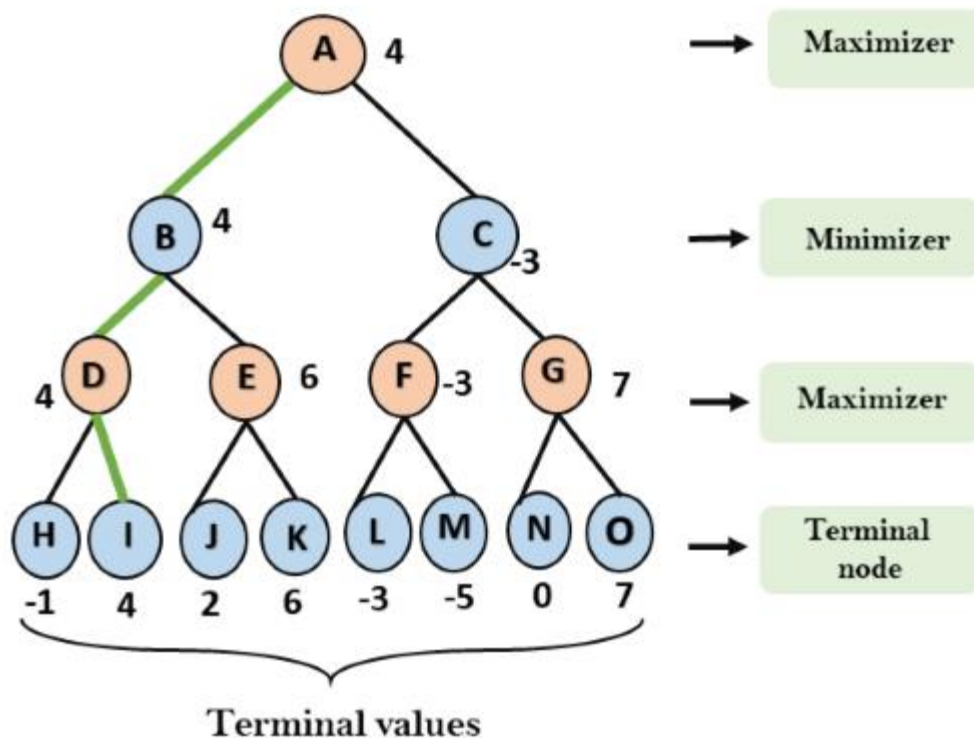 A 4 Maximizer
B 4 C -3 Minimizer
D 4 E 6 F -3 G 7 Maximizer
H I J K L M N O Terminal
node
-1 4 2 6 -3 -5 0 7
Terminal values